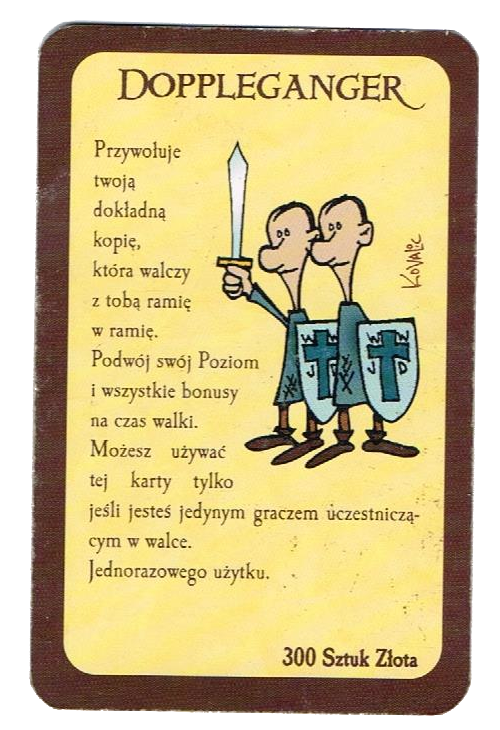 DOPPLEGANGER
Przywołuje
twoją
dokładną
kopię,
która walczy
z tobą ramię
w ramię.
Podwój swój Poziom
i wszystkie bonusy
na czas walki.
Możesz używać
tej karty tylko
jeśli jesteś jedynym graczem uczestniczą-
cym w walce.
Jednorazowego użytku.
KOVALIC
W W
J D
W W
J D
300 Sztuk Złota